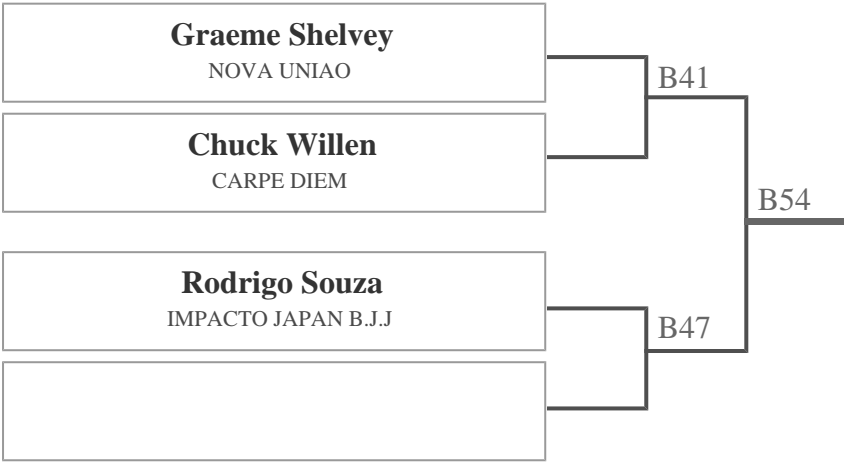 Graeme Shelvey
NOVA UNIAO
B41
Chuck Willen
CARPE DIEM
B54
Rodrigo Souza
IMPACTO JAPAN B.J.J
B47